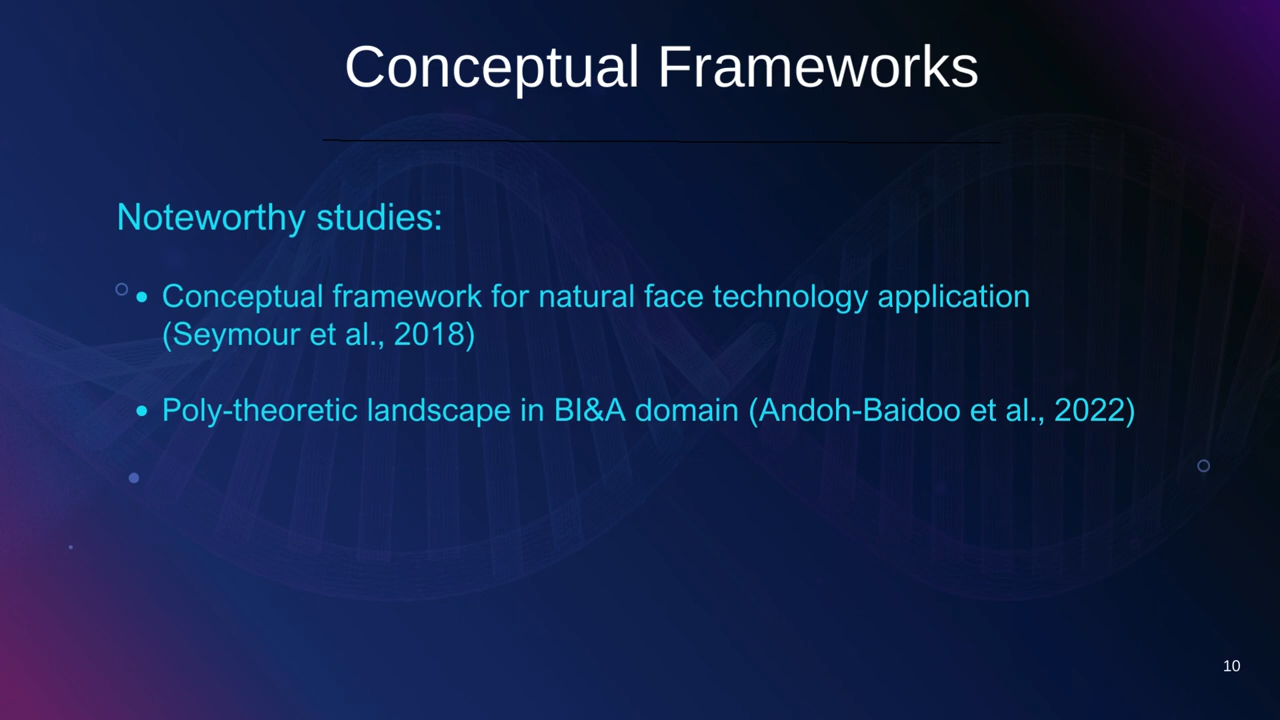 Conceptual Frameworks
Noteworthy studies:
• Conceptual framework for natural face technology application
(Seymour et al., 2018)
• Poly-theoretic landscape in BI&A domain (Andoh-Baidoo et al., 2022)
10